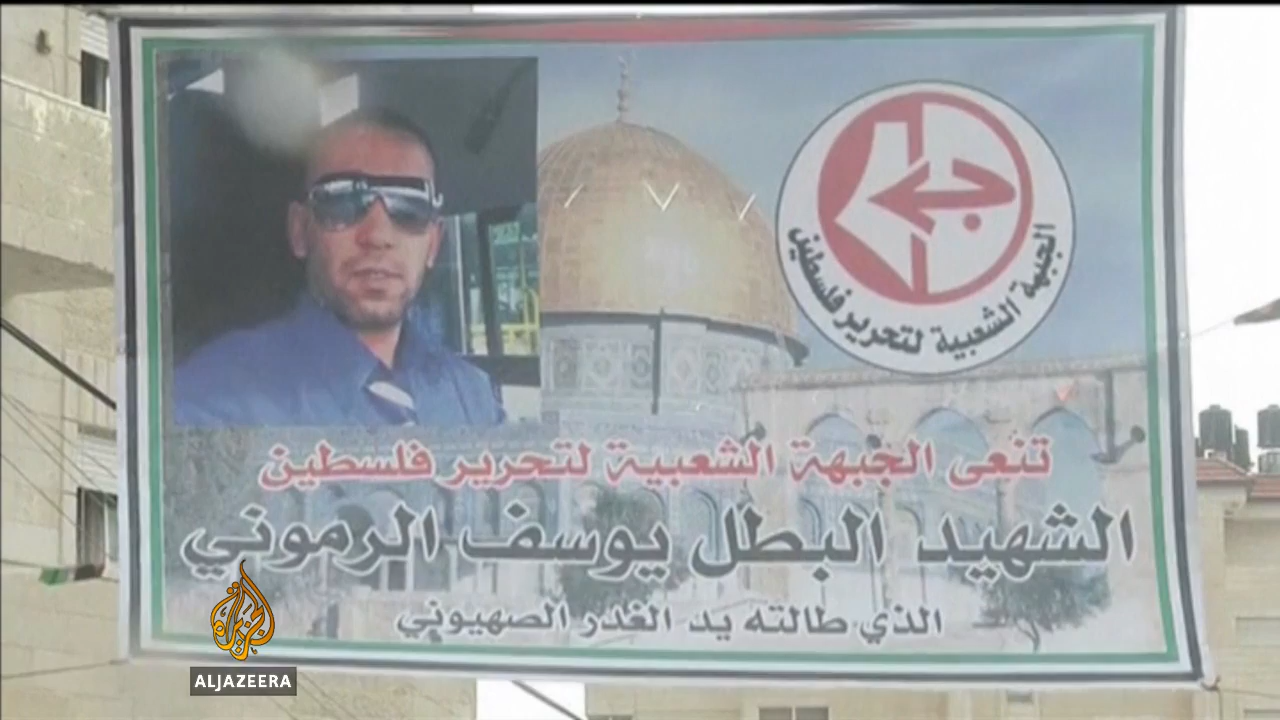 الجبهة الشعبية لتحرير فلسطين
تنعى الجبهة الشعبية لتحرير فلسطين
الشهيد البطل يوسف الرموني
الذي طالته يد الغدر الصهيوني
الجزيرة
ALJAZEERA